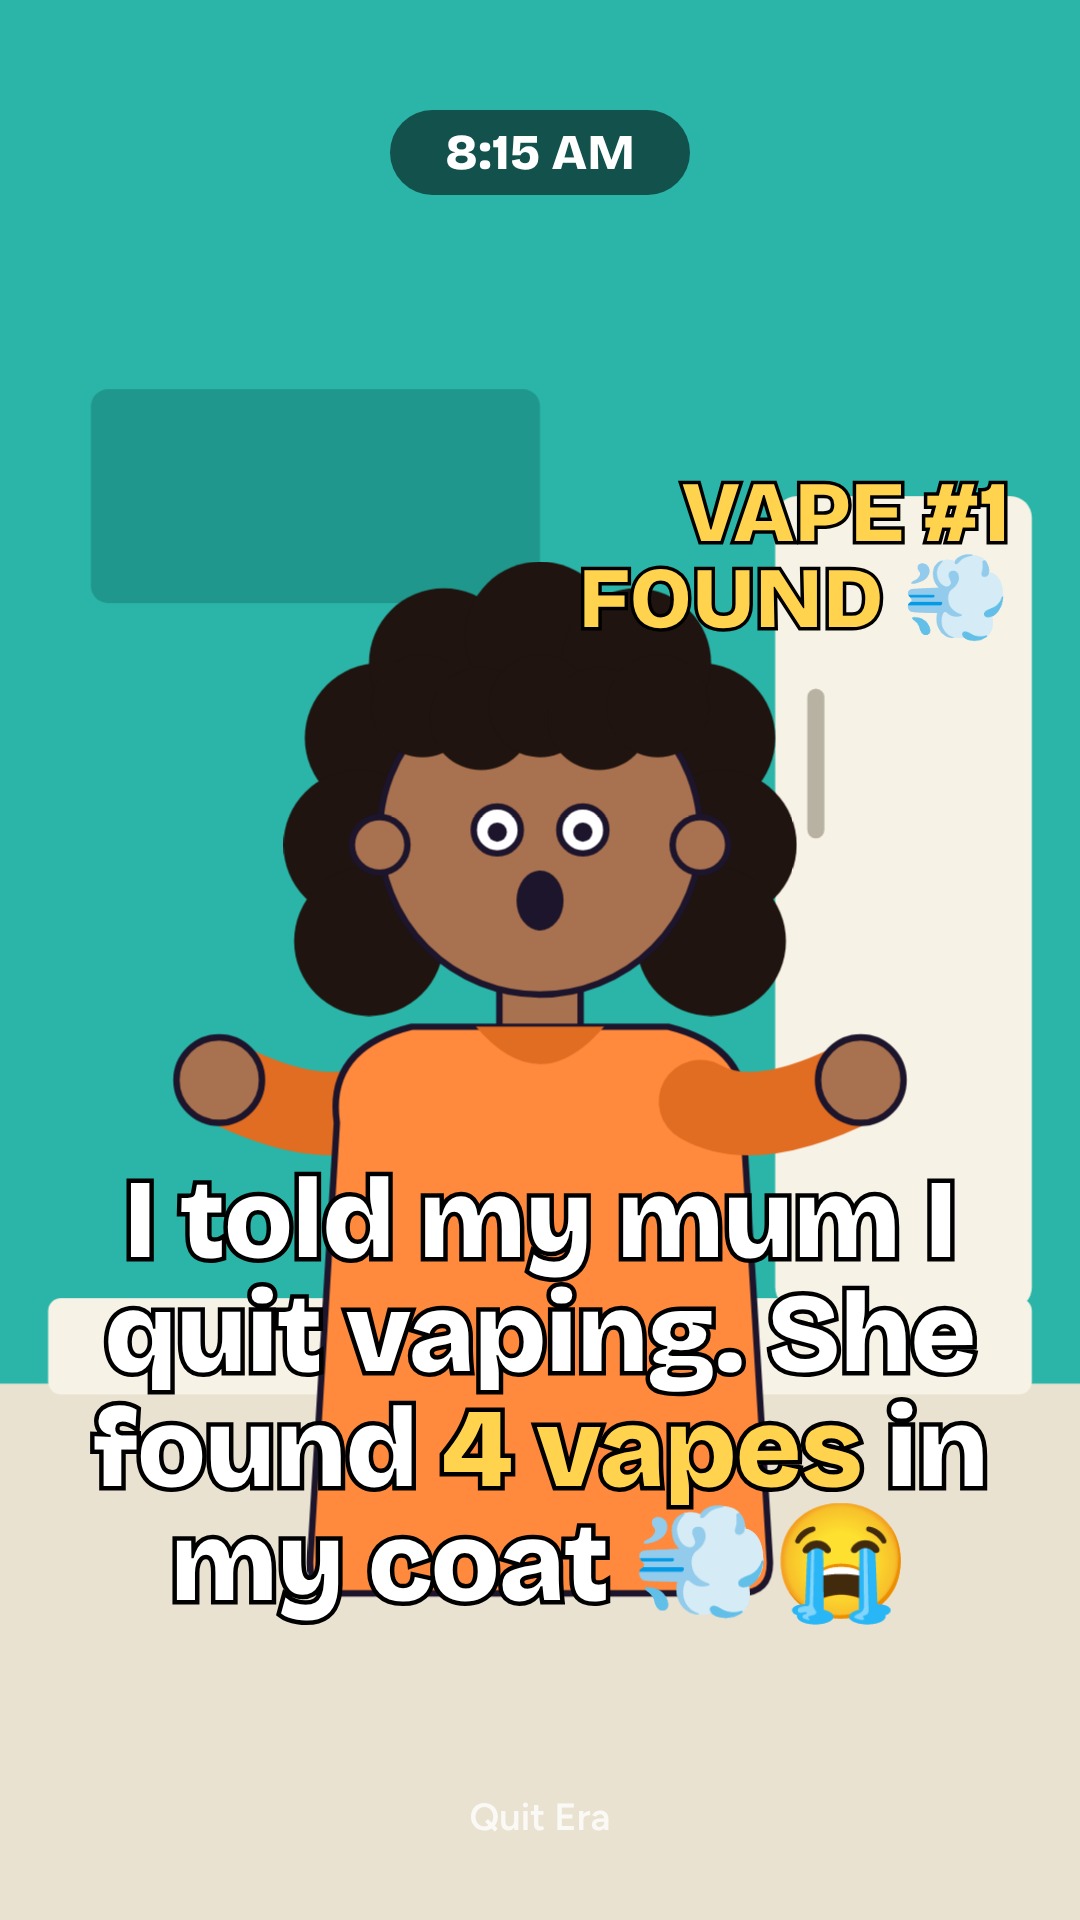 8:15 AM
VAPE #1
FOUND 💨
I told my mum I
quit vaping. She
found 4 vapes in
my coat 💨😭
Quit Era